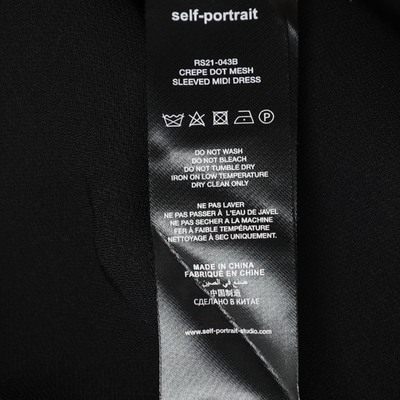 self-portrait
RS21-043B
CREPE DOT MESH
SLEEVED MIDI DRESS
DO NOT WASH
DO NOT BLEACH
DO NOT TUMBLE DRY
IRON ON LOW TEMPERATURE
DRY CLEAN ONLY
NE PAS LAVER
NE PAS PASSER À L'EAU DE JAVEL
NE PAS SECHER A LA MACHINE
FER À FAIBLE TEMPÉRATURE
NETTOYAGE À SEC UNIQUEMENT.
MADE IN CHINA
FABRIQUÉ EN CHINE
صنع في الصين
中国制造
СДЕЛАНО В КИТАЕ
www.self-portrait-studio.com